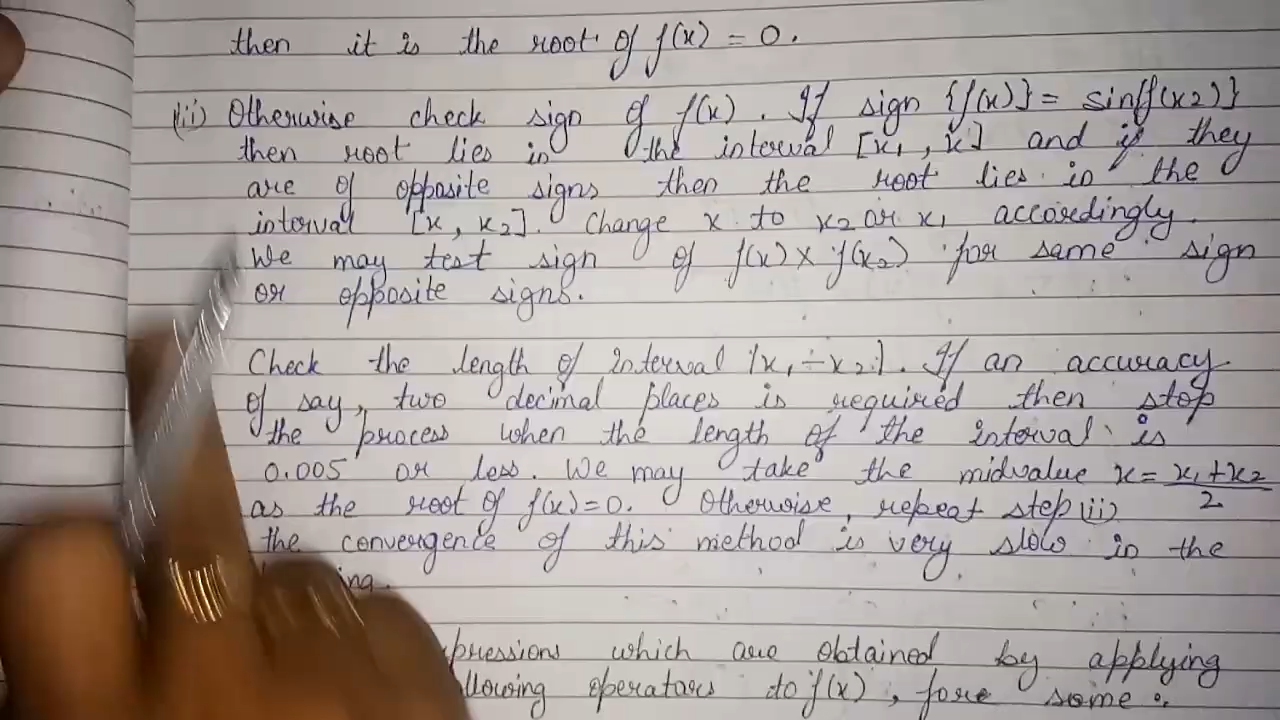 then it is the root of f(x) = 0.
(ii) Otherwise check sign of f(x). If sign {f(x)} = sin{f(x2)}
then root lies in the interval [x1, x] and if they
are of opposite signs then the root lies in the
interval [x, x2]. Change x to x2 or x1 accordingly.
We may test sign of f(x) × f(x2) for same sign
or opposite signs.
Check the length of interval |x1 - x2|. If an accuracy
of say, two decimal places is required then stop
the process when the length of the interval is
0.005 or less. We may take the midvalue x = x1+x2/2
as the root of f(x)=0. Otherwise, repeat step (ii)
the convergence of this method is very slow in the
ing.
pressions which are obtained by applying
llowing operators to f(x), for some :